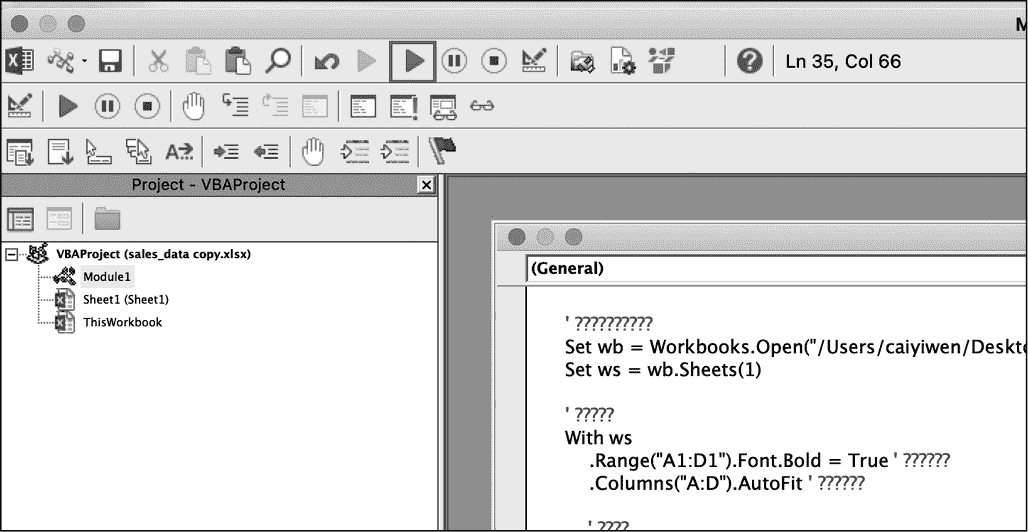 Ln 35, Col 66
Project - VBAProject
VBAProject (sales_data copy.xlsx)
Module1
Sheet1 (Sheet1)
ThisWorkbook
(General)
' ??????????
Set wb = Workbooks.Open("/Users/caiyiwen/Deskto
Set ws = wb.Sheets(1)
' ?????
With ws
.Range("A1:D1").Font.Bold = True ' ??????
.Columns("A:D").AutoFit ' ??????
' ????